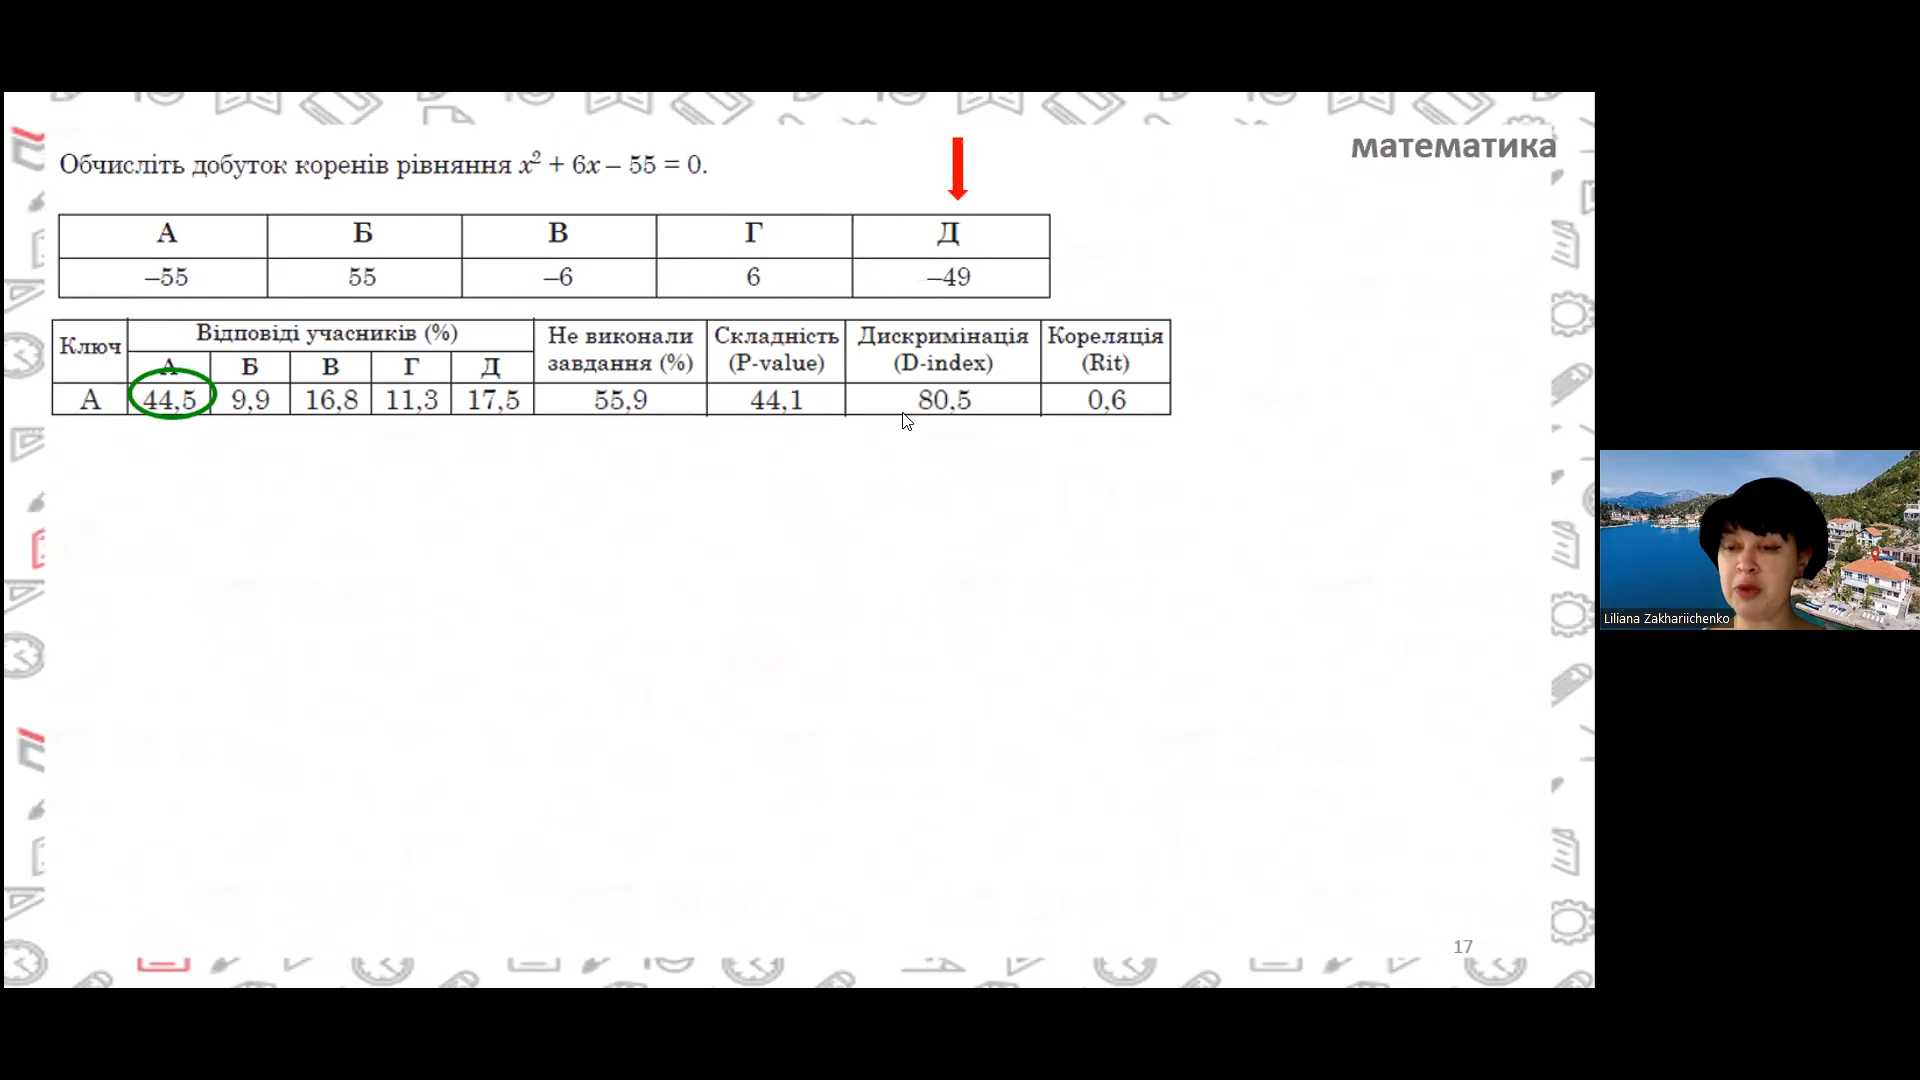 математика
Обчисліть добуток коренів рівняння x² + 6x – 55 = 0.
А Б В Г Д
–55 55 –6 6 –49
Ключ Відповіді учасників (%) Не виконали завдання (%) Складність (P-value) Дискримінація (D-index) Кореляція (Rit)
А Б В Г Д
А 44,5 9,9 16,8 11,3 17,5 55,9 44,1 80,5 0,6
Liliana Zakhariichenko
17